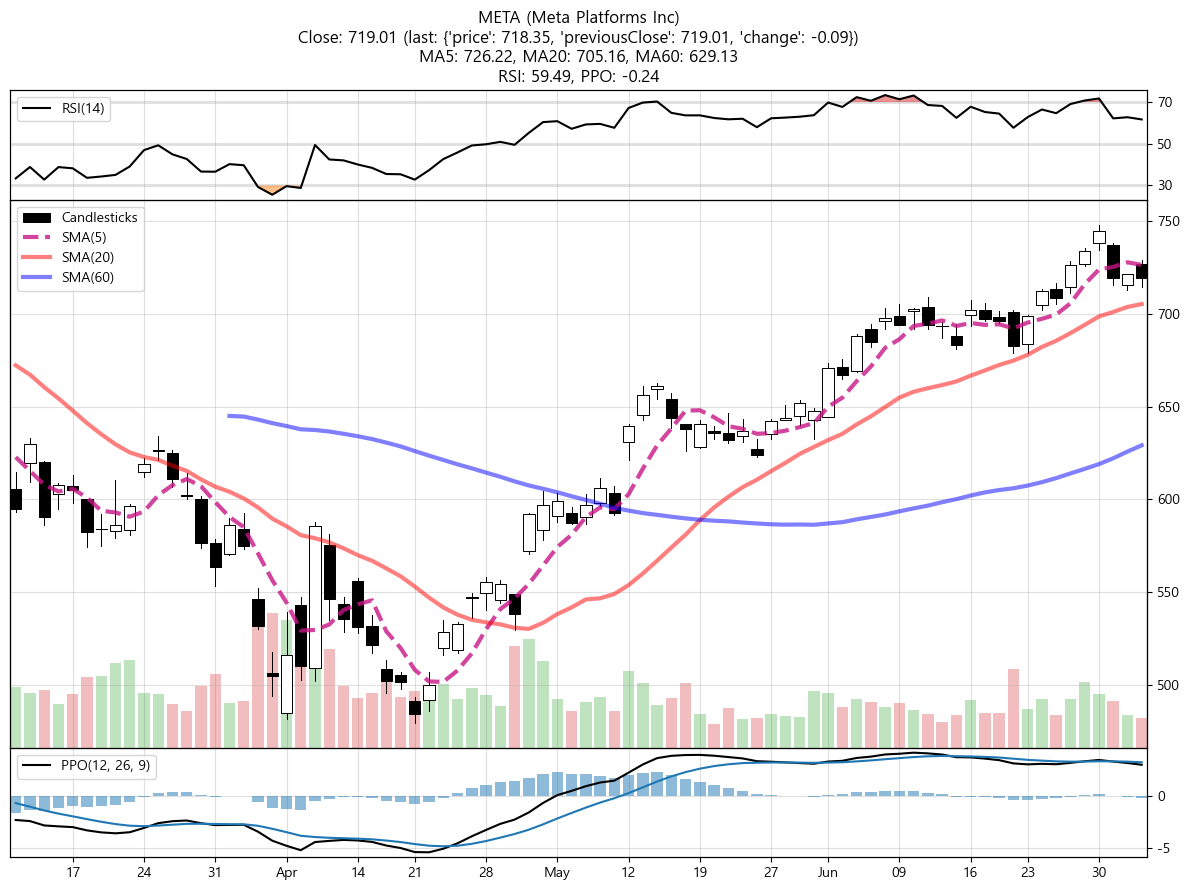 META (Meta Platforms Inc)
Close: 719.01 (last: {'price': 718.35, 'previousClose': 719.01, 'change': -0.09})
MA5: 726.22, MA20: 705.16, MA60: 629.13
RSI: 59.49, PPO: -0.24
RSI(14)
70
50
30
Candlesticks
SMA(5)
SMA(20)
SMA(60)
750
700
650
600
550
500
PPO(12, 26, 9)
0
-5
17 24 31 Apr 14 21 28 May 12 19 27 Jun 09 16 23 30